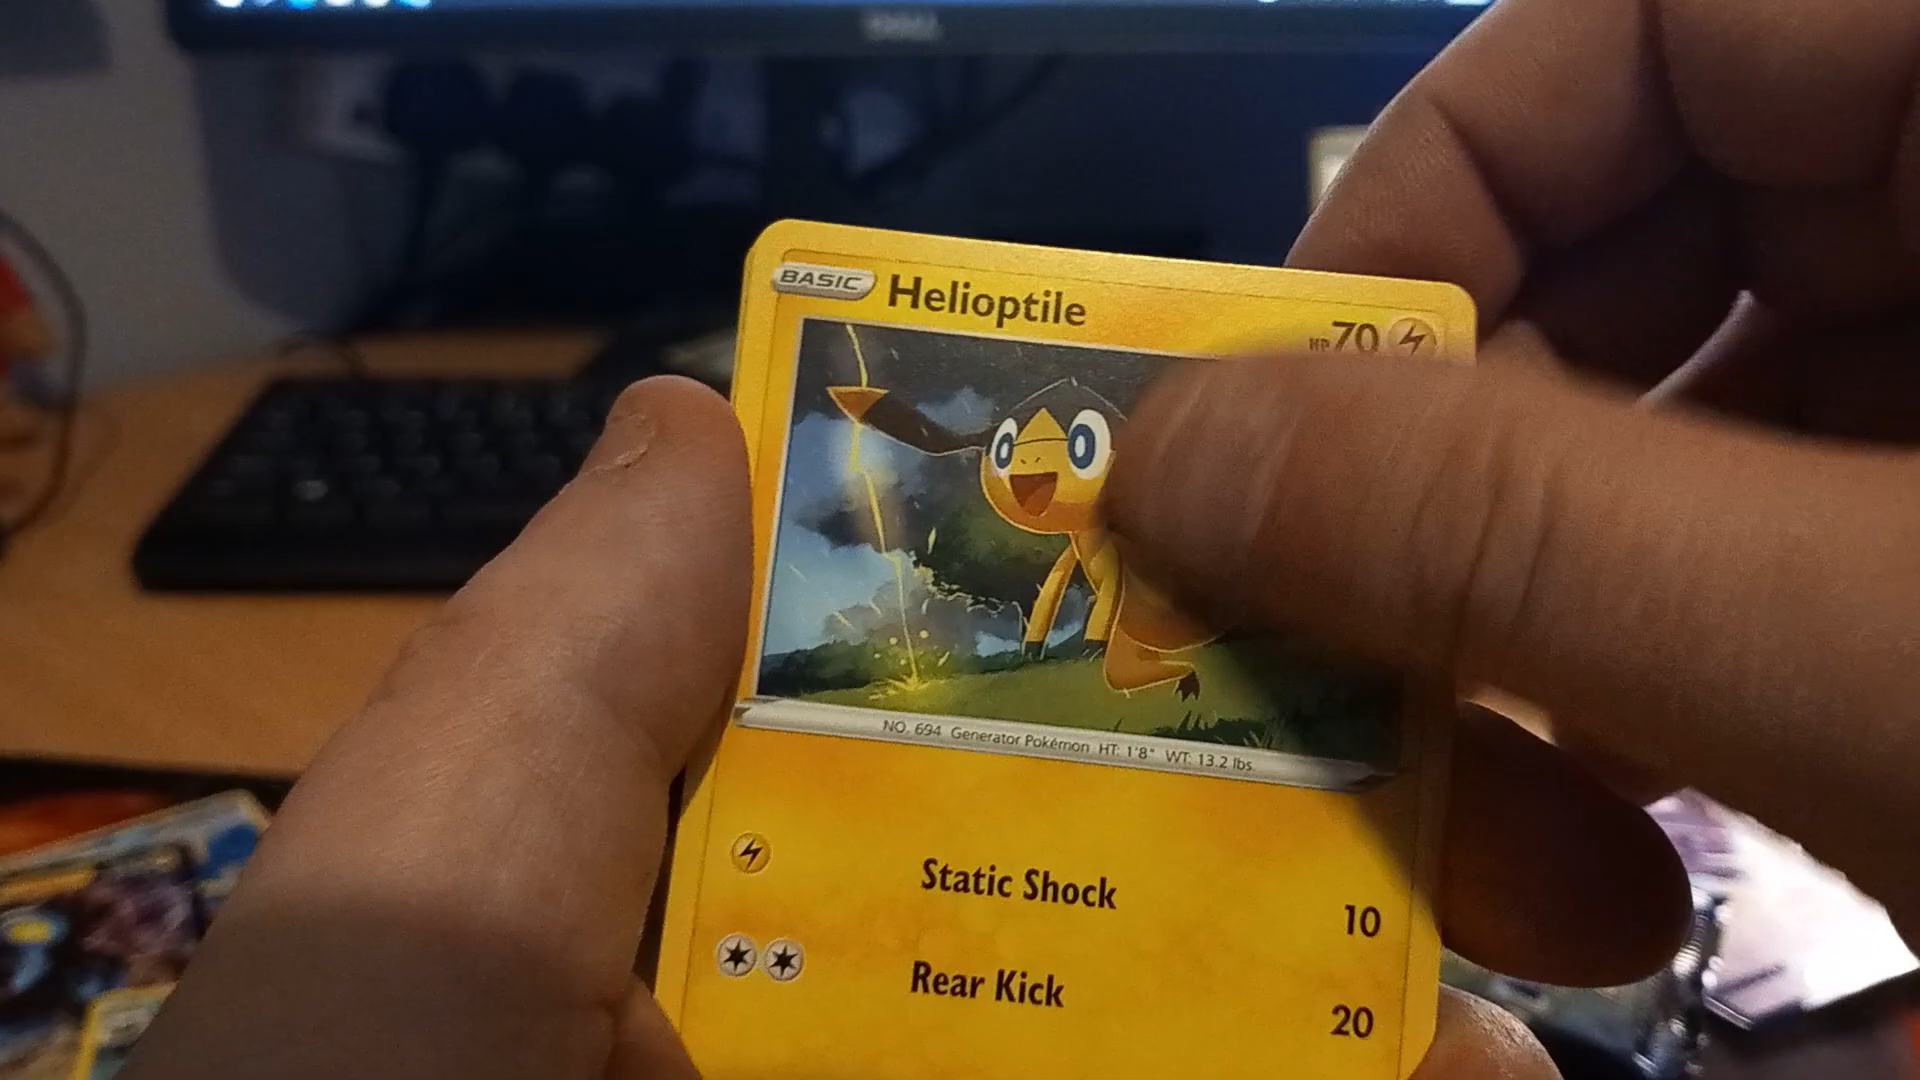 DELL
BASIC Helioptile
HP 70
NO. 694 Generator Pokémon HT: 1'8" WT: 13.2 lbs.
Static Shock 10
Rear Kick 20